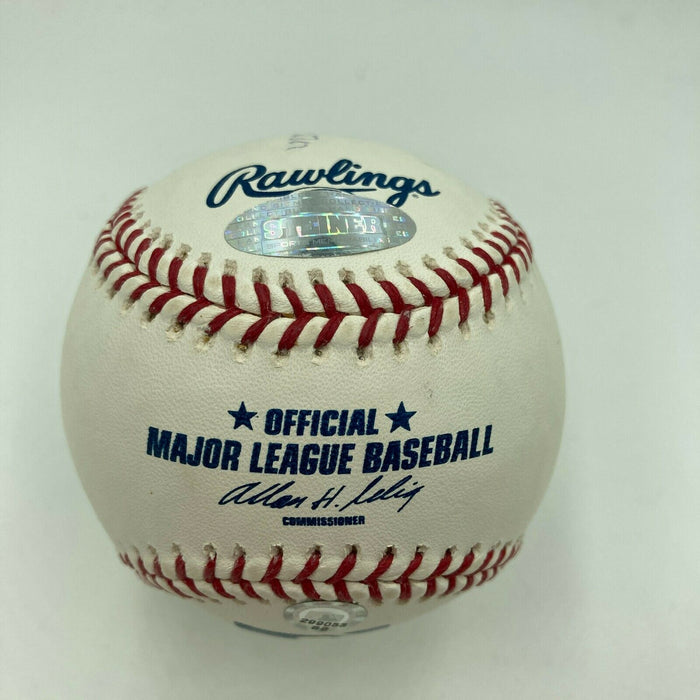 Rawlings
STEINER
★ OFFICIAL ★
MAJOR LEAGUE BASEBALL
Allan H. Selig
COMMISSIONER